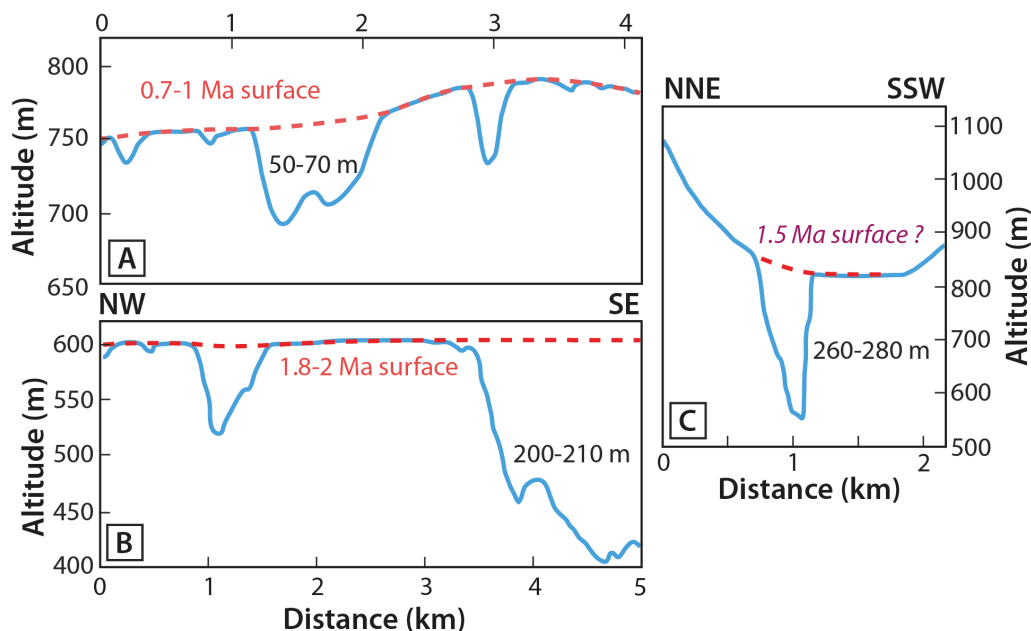 0 1 2 3 4
Altitude (m)
800
750
700
650
0.7-1 Ma surface
50-70 m
A
NW SE
Altitude (m)
600
550
500
450
400
1.8-2 Ma surface
200-210 m
B
0 1 2 3 4 5
Distance (km)
NNE SSW
1100
1000
900
800
700
600
500
Altitude (m)
1.5 Ma surface ?
260-280 m
C
0 1 2
Distance (km)